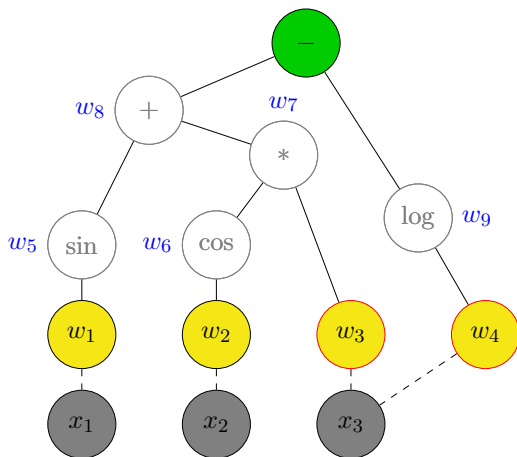 −
w₇
w₈ +
*
w₅ sin w₆ cos log w₉
w₁ w₂ w₃ w₄
x₁ x₂ x₃